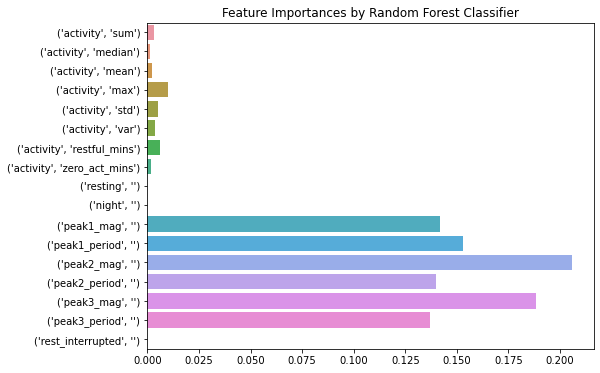 Feature Importances by Random Forest Classifier
('activity', 'sum')
('activity', 'median')
('activity', 'mean')
('activity', 'max')
('activity', 'std')
('activity', 'var')
('activity', 'restful_mins')
('activity', 'zero_act_mins')
('resting', '')
('night', '')
('peak1_mag', '')
('peak1_period', '')
('peak2_mag', '')
('peak2_period', '')
('peak3_mag', '')
('peak3_period', '')
('rest_interrupted', '')
0.000 0.025 0.050 0.075 0.100 0.125 0.150 0.175 0.200